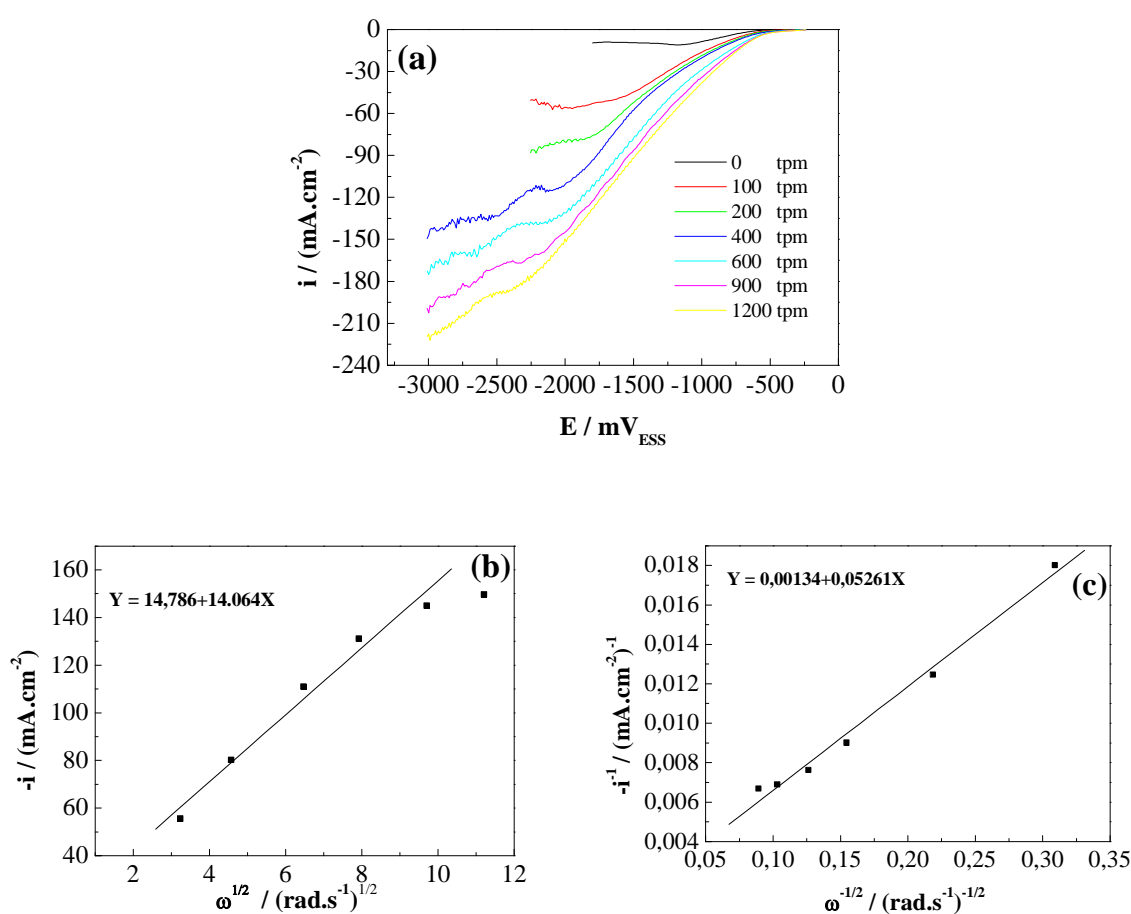 (a)
0
-30
-60
-90
-120
-150
-180
-210
-240
i / (mA.cm-2)
0 tpm
100 tpm
200 tpm
400 tpm
600 tpm
900 tpm
1200 tpm
-3000 -2500 -2000 -1500 -1000 -500 0
E / mVESS
(b)
Y = 14,786+14.064X
160
140
120
100
80
60
40
-i / (mA.cm-2)
2 4 6 8 10 12
ω1/2 / (rad.s-1)1/2
(c)
Y = 0,00134+0,05261X
0,018
0,016
0,014
0,012
0,010
0,008
0,006
0,004
-i-1 / (mA.cm-2)-1
0,05 0,10 0,15 0,20 0,25 0,30 0,35
ω-1/2 / (rad.s-1)-1/2